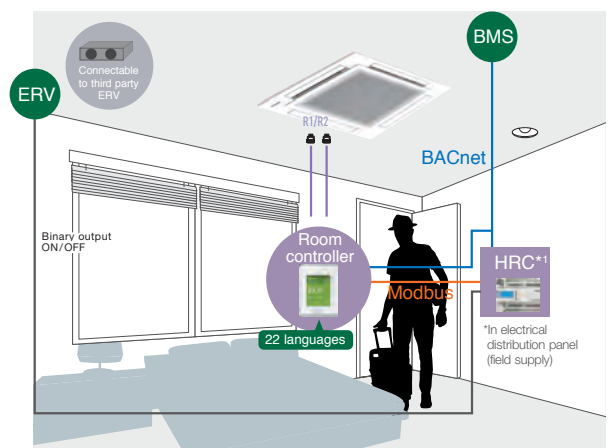 BMS
Connectable
to third party
ERV
ERV
R1/R2
BACnet
Binary output
ON/OFF
Room
controller
HRC*1
Modbus
22 languages
*In electrical
distribution panel
(field supply)